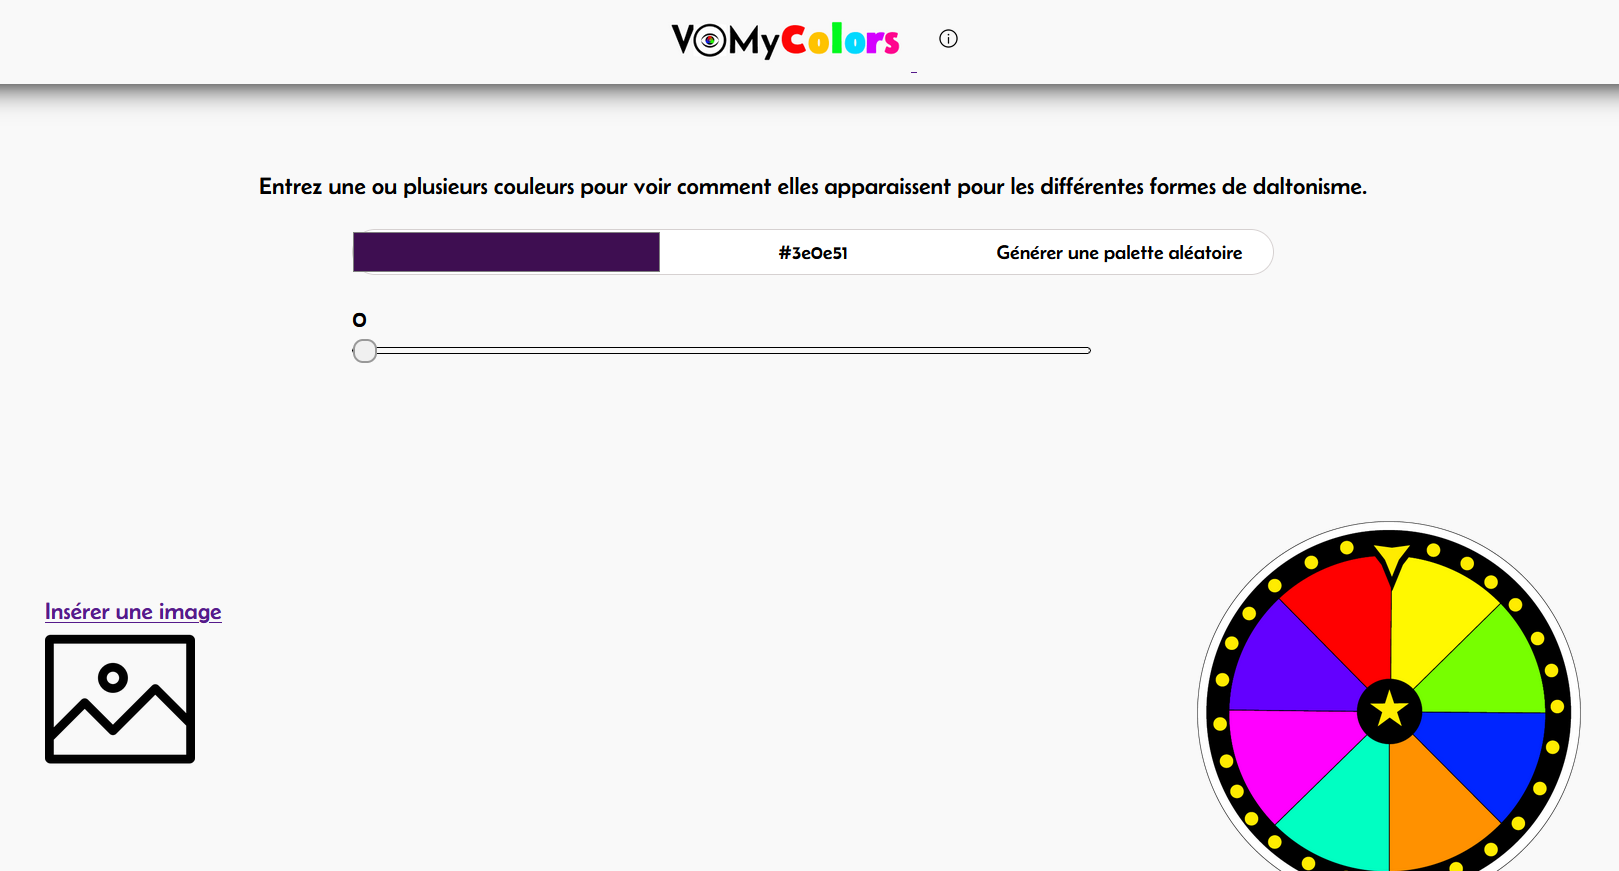 VOMyColors
Entrez une ou plusieurs couleurs pour voir comment elles apparaissent pour les différentes formes de daltonisme.
#3e0e51 Générer une palette aléatoire
0
Insérer une image